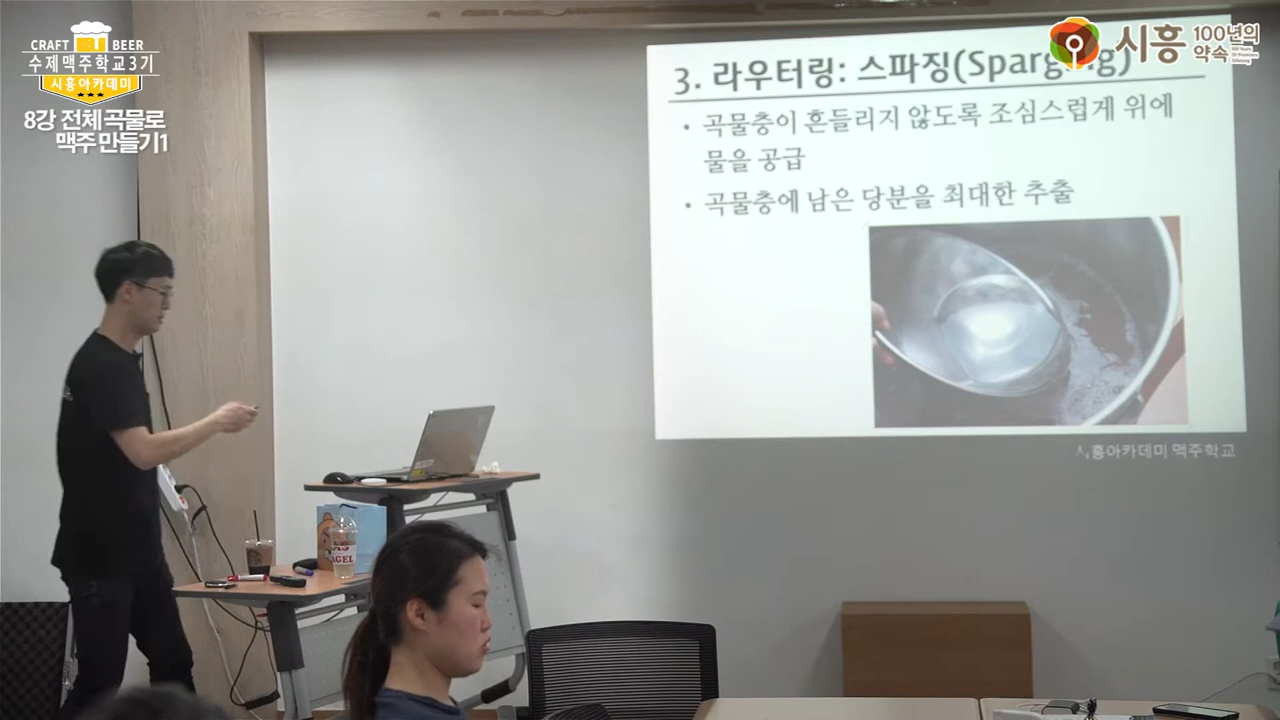 CRAFT BEER
수제맥주학교3기
시흥아카데미
8강 전체곡물로
맥주만들기1
시흥 100년의
약속
3. 라우터링: 스파징(Sparging)
• 곡물층이 흔들리지 않도록 조심스럽게 위에
물을 공급
• 곡물층에 남은 당분을 최대한 추출
시흥아카데미 맥주학교